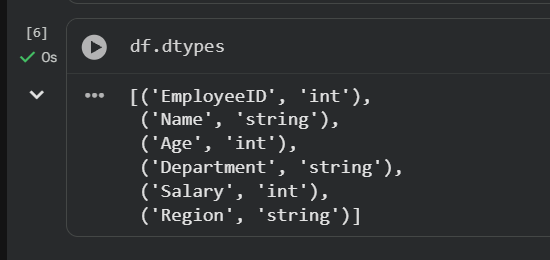 [6]
0s
df.dtypes
[('EmployeeID', 'int'),
('Name', 'string'),
('Age', 'int'),
('Department', 'string'),
('Salary', 'int'),
('Region', 'string')]